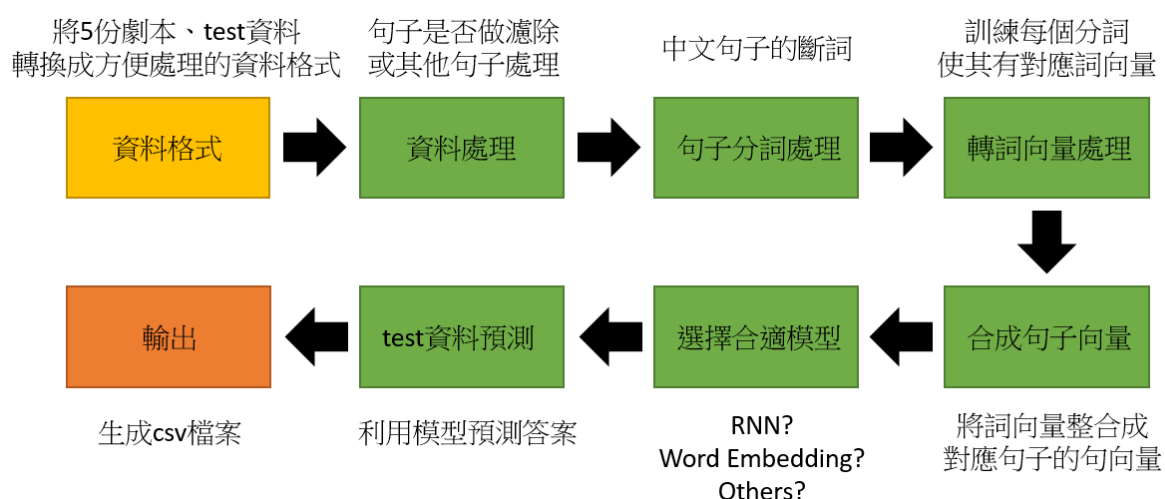 將5份劇本、test資料
轉換成方便處理的資料格式
資料格式
句子是否做濾除
或其他句子處理
資料處理
中文句子的斷詞
句子分詞處理
訓練每個分詞
使其有對應詞向量
轉詞向量處理
合成句子向量
將詞向量整合成
對應句子的句向量
選擇合適模型
RNN?
Word Embedding?
Others?
test資料預測
利用模型預測答案
輸出
生成csv檔案